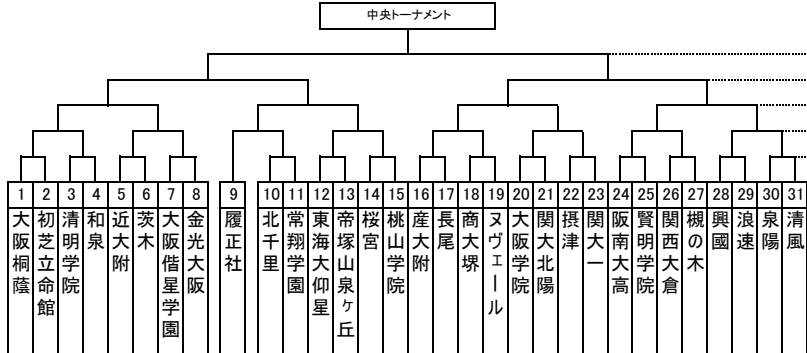 中央トーナメント
1 2 3 4 5 6 7 8 9 10 11 12 13 14 15 16 17 18 19 20 21 22 23 24 25 26 27 28 29 30 31
大阪桐蔭
初芝立命館
清明学院
和泉
近大附
茨木
大阪偕星学園
金光大阪
履正社
北千里
常翔学園
東海大仰星
帝塚山泉ヶ丘
桜宮
桃山学院
産大附
長尾
商大堺
ヌヴェール
大阪学院
関大北陽
摂津
関大一
阪南大高
賢明学院
関西大倉
槻の木
興國
浪速
泉陽
清風